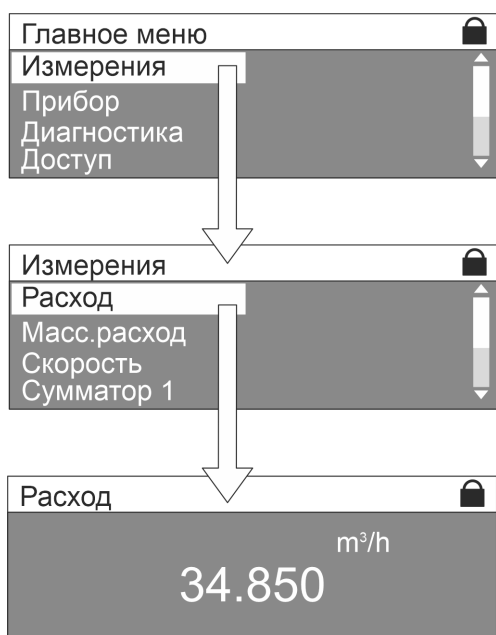 Главное меню
Измерения
Прибор
Диагностика
Доступ
Измерения
Расход
Масс.расход
Скорость
Сумматор 1
Расход
m³/h
34.850